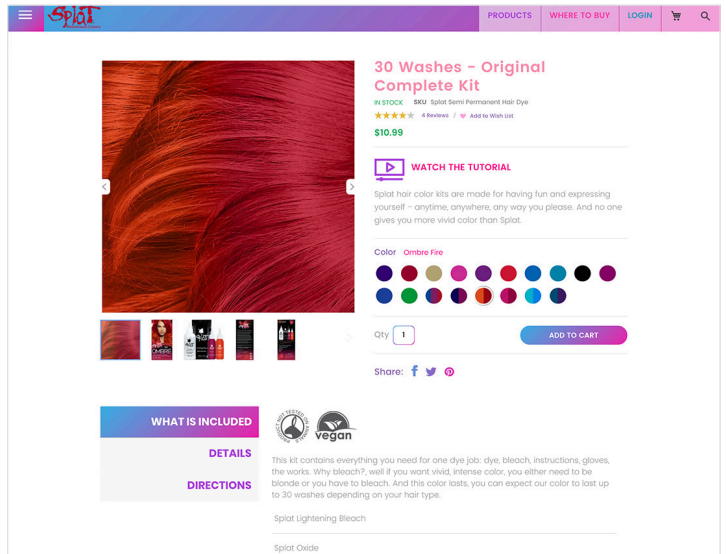 Splat
PRODUCTS
WHERE TO BUY
LOGIN
30 Washes - Original
Complete Kit
IN STOCK SKU Splat Semi Permanent Hair Dye
4 Reviews / Add to Wish List
$10.99
WATCH THE TUTORIAL
Splat hair color kits are made for having fun and expressing
yourself - anytime, anywhere, any way you please. And no one
gives you more vivid color than Splat.
Color Ombre Fire
Qty 1
ADD TO CART
Share:
WHAT IS INCLUDED
DETAILS
DIRECTIONS
PRODUCT NOT TESTED ON ANIMALS
vegan
This kit contains everything you need for one dye job: dye, bleach, instructions, gloves,
the works. Why bleach?, well if you want vivid, intense color, you either need to be
blonde or you have to bleach. And this color lasts, you can expect our color to last up
to 30 washes depending on your hair type.
Splat Lightening Bleach
Splat Oxide